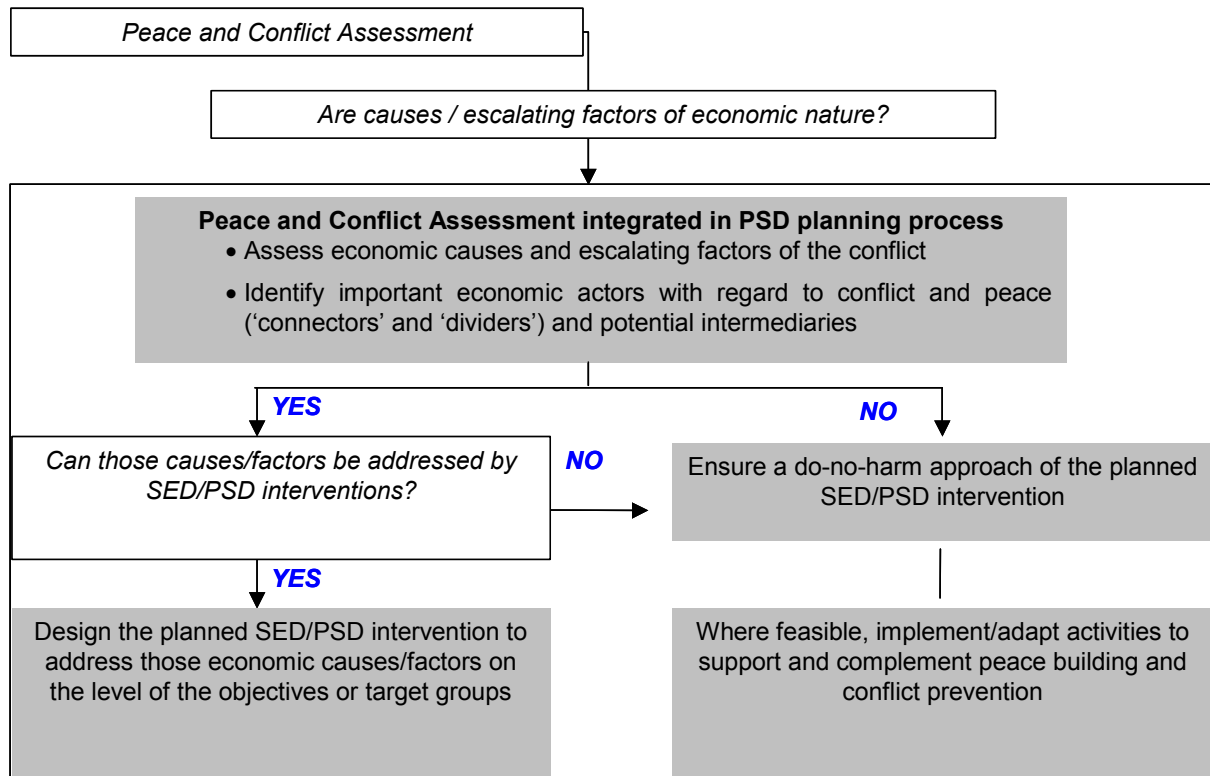 Peace and Conflict Assessment
Are causes / escalating factors of economic nature?
Peace and Conflict Assessment integrated in PSD planning process
• Assess economic causes and escalating factors of the conflict
• Identify important economic actors with regard to conflict and peace
(‘connectors’ and ‘dividers’) and potential intermediaries
YES
NO
Can those causes/factors be addressed by
SED/PSD interventions?
NO
Ensure a do-no-harm approach of the planned
SED/PSD intervention
YES
Design the planned SED/PSD intervention to
address those economic causes/factors on
the level of the objectives or target groups
Where feasible, implement/adapt activities to
support and complement peace building and
conflict prevention